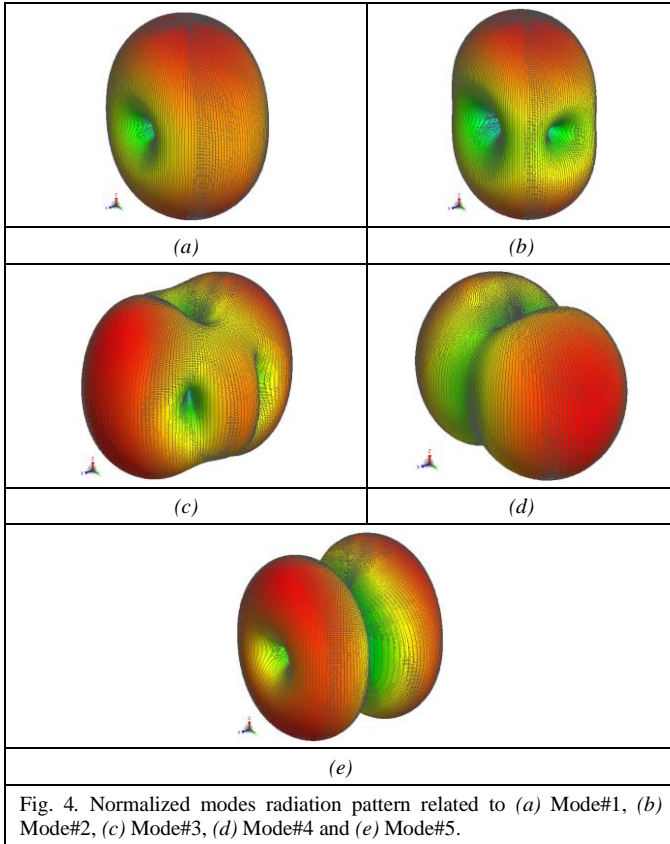 (a)
(b)
(c)
(d)
(e)
Fig. 4. Normalized modes radiation pattern related to (a) Mode#1, (b)
Mode#2, (c) Mode#3, (d) Mode#4 and (e) Mode#5.